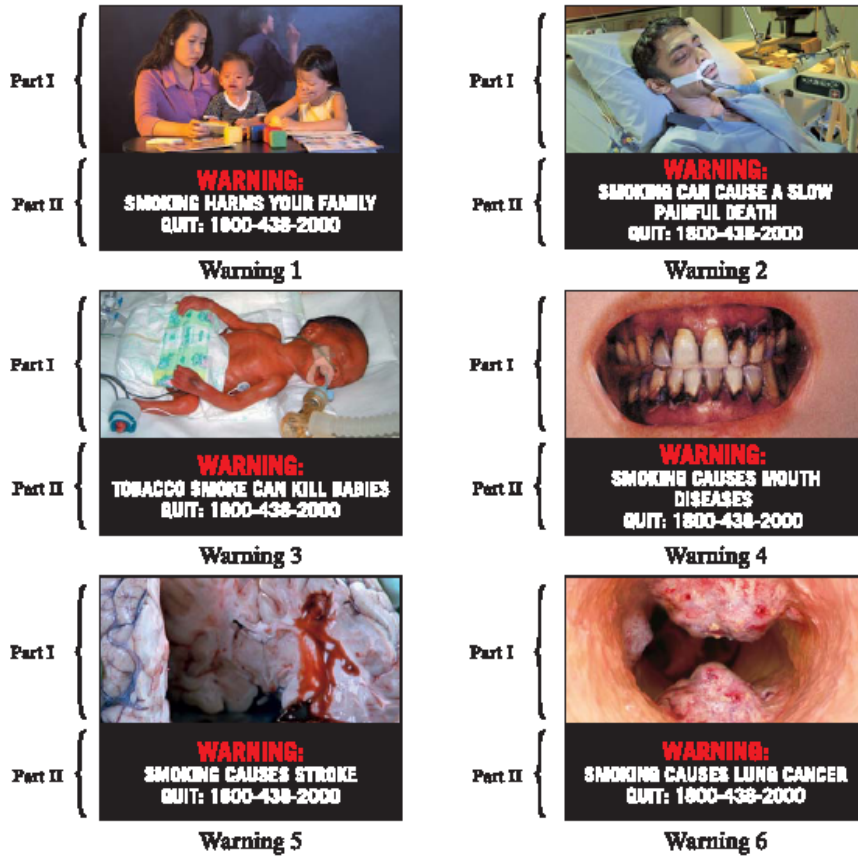 Part I
Part I
WARNING:
SMOKING HARMS YOUR FAMILY
QUIT: 1800-438-2000
Part II
WARNING:
SMOKING CAN CAUSE A SLOW
PAINFUL DEATH
QUIT: 1800-438-2000
Part II
Warning 1
Warning 2
Part I
Part I
WARNING:
TOBACCO SMOKE CAN KILL BABIES
QUIT: 1800-438-2000
Part II
WARNING:
SMOKING CAUSES MOUTH
DISEASES
QUIT: 1800-438-2000
Part II
Warning 3
Warning 4
Part I
Part I
WARNING:
SMOKING CAUSES STROKE
QUIT: 1800-438-2000
Part II
WARNING:
SMOKING CAUSES LUNG CANCER
QUIT: 1800-438-2000
Part II
Warning 5
Warning 6